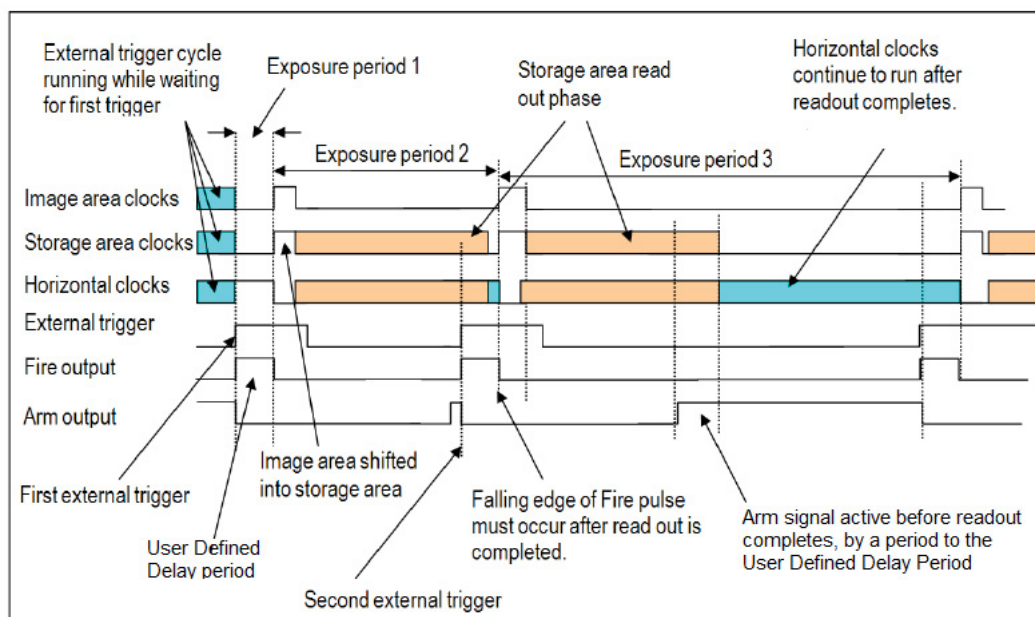 External trigger cycle
running while waiting
for first trigger
Exposure period 1
Storage area read
out phase
Horizontal clocks
continue to run after
readout completes.
Exposure period 2
Exposure period 3
Image area clocks
Storage area clocks
Horizontal clocks
External trigger
Fire output
Arm output
First external trigger
User Defined
Delay period
Image area shifted
into storage area
Second external trigger
Falling edge of Fire pulse
must occur after read out is
completed.
Arm signal active before readout
completes, by a period to the
User Defined Delay Period